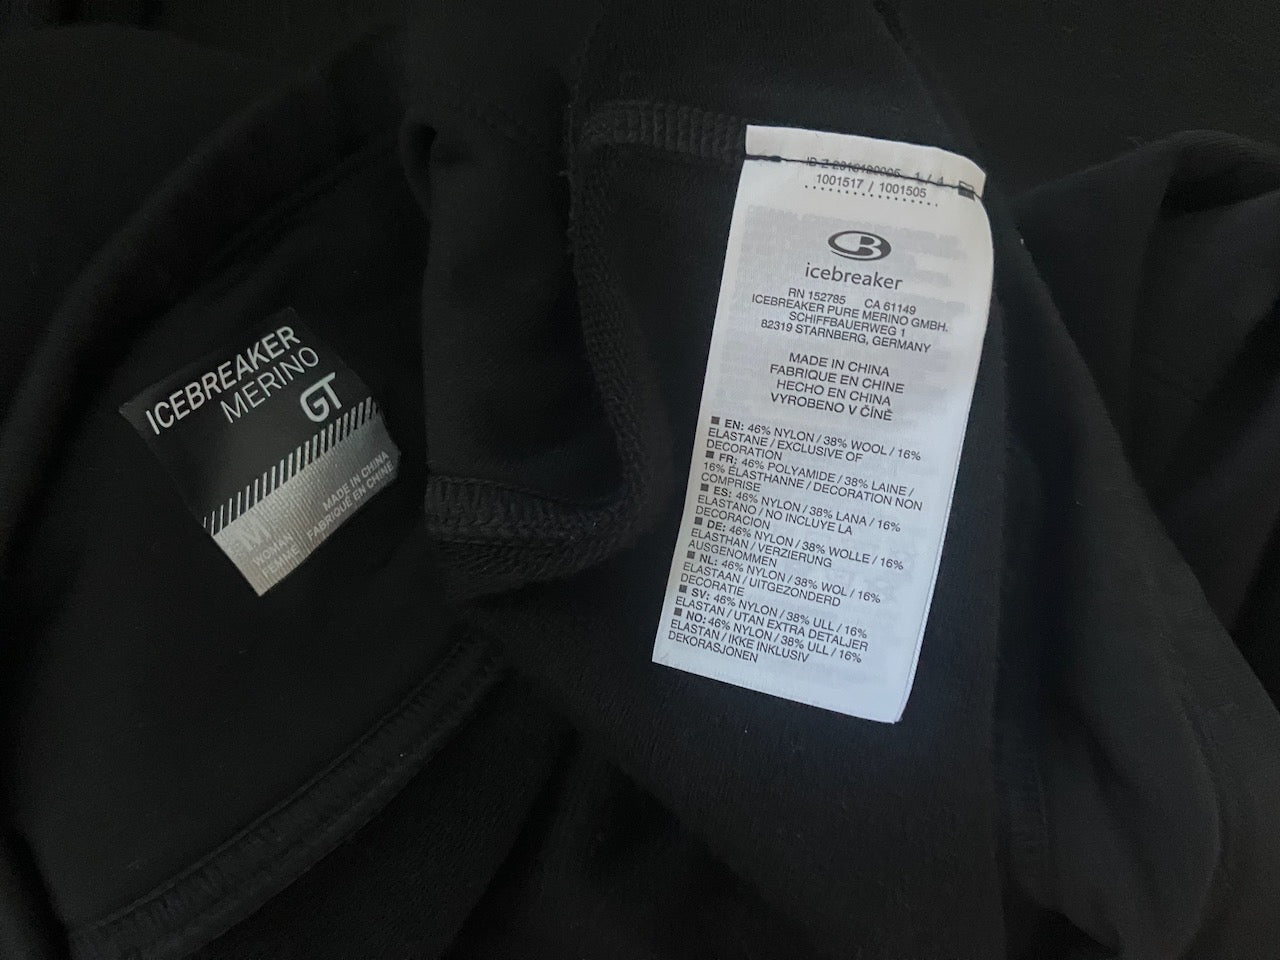 ICEBREAKER
MERINO
GT
M
WOMAN
FEMME
MADE IN CHINA
FABRIQUÉ EN CHINE
1 / 4
1001517 / 1001505
icebreaker
RN 152785 CA 61149
ICEBREAKER PURE MERINO GMBH.
SCHIFFBAUERWEG 1
82319 STARNBERG, GERMANY
MADE IN CHINA
FABRIQUE EN CHINE
HECHO EN CHINA
VYROBENO V ČÍNĚ
EN: 46% NYLON / 38% WOOL / 16%
ELASTANE / EXCLUSIVE OF
DECORATION
FR: 46% POLYAMIDE / 38% LAINE /
16% ÉLASTHANNE / DECORATION NON
COMPRISE
ES: 46% NYLON / 38% LANA / 16%
ELASTANO / NO INCLUYE LA
DECORACION
DE: 46% NYLON / 38% WOLLE / 16%
ELASTHAN / VERZIERUNG
AUSGENOMMEN
NL: 46% NYLON / 38% WOL / 16%
ELASTAAN / UITGEZONDERD
DECORATIE
SV: 46% NYLON / 38% ULL / 16%
ELASTAN / UTAN EXTRA DETALJER
NO: 46% NYLON / 38% ULL / 16%
ELASTAN / IKKE INKLUSIV
DEKORASJONEN